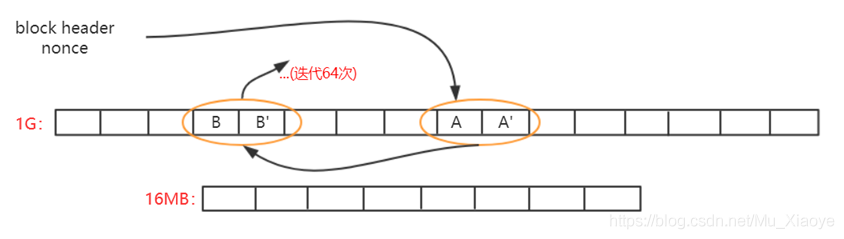 block header
nonce
...(迭代64次)
1G:
B B' A A'
16MB:
https://blog.csdn.net/Mu_Xiaoye